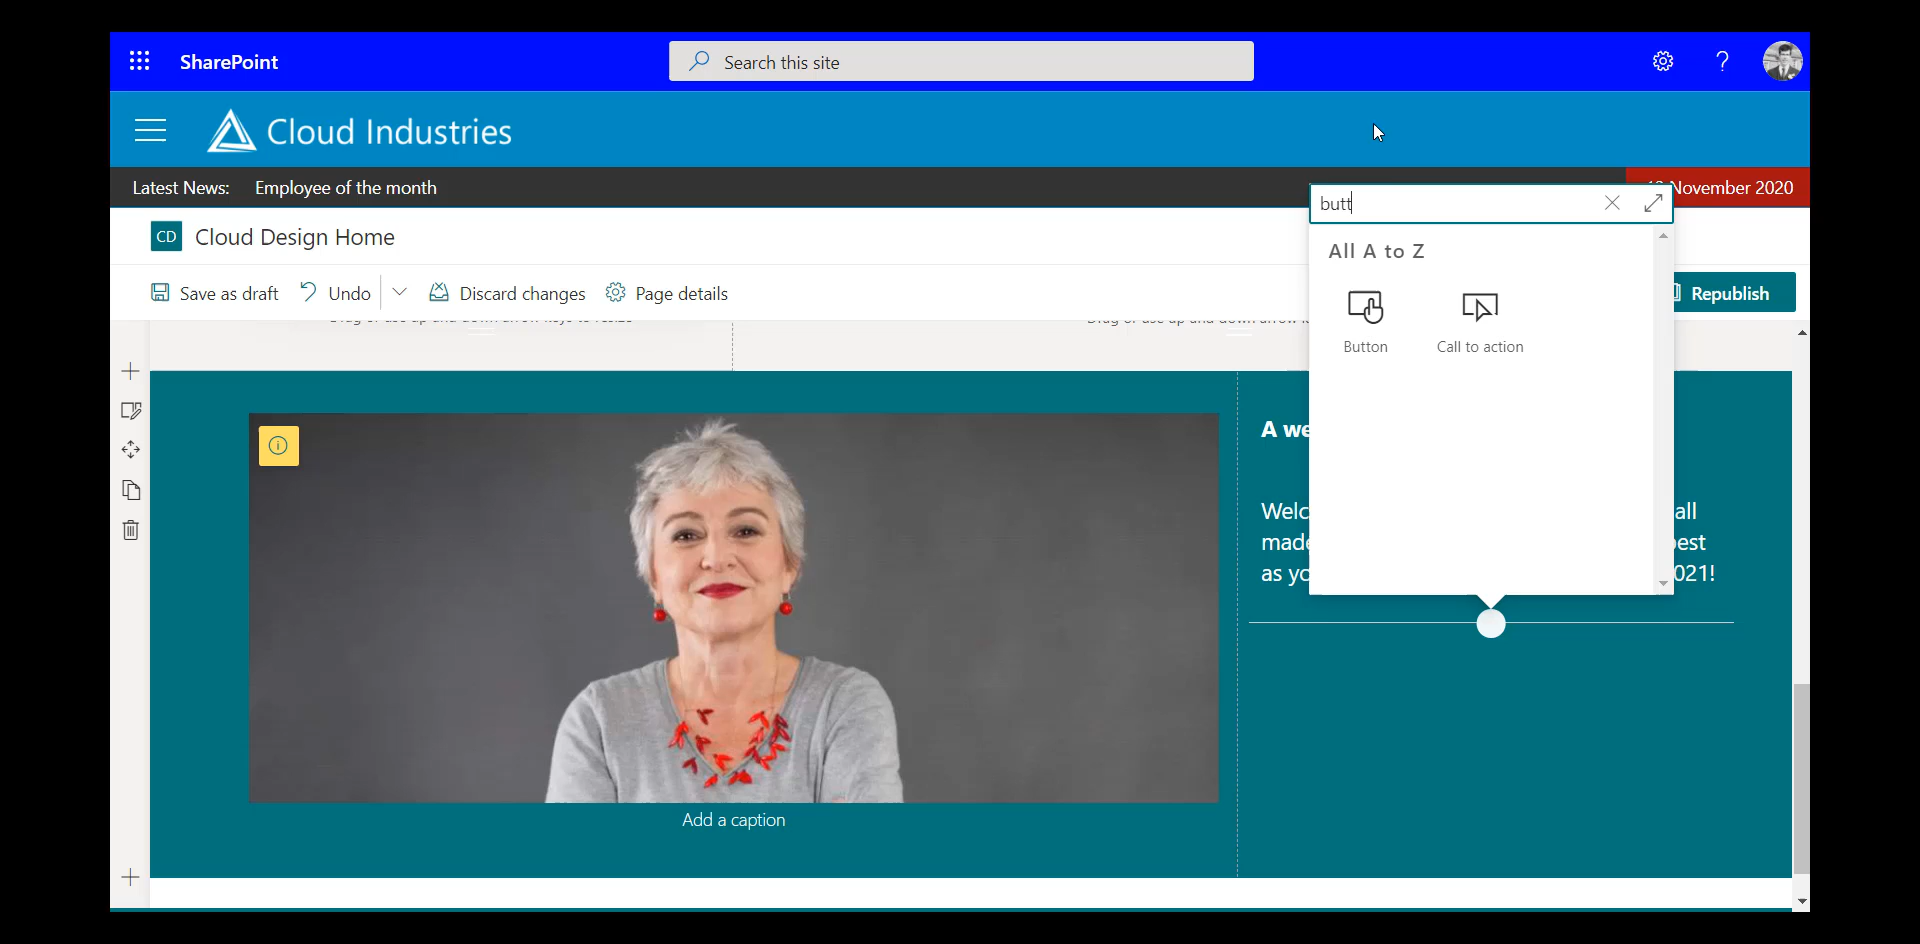 SharePoint
Search this site
Cloud Industries
Latest News: Employee of the month
November 2020
butt
CD Cloud Design Home
All A to Z
Save as draft Undo Discard changes Page details
Republish
Button Call to action
A we
Welc all
made best
as yo 021!
Add a caption